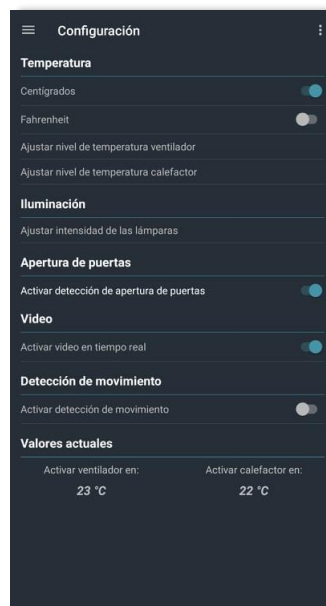 Configuración
Temperatura
Centígrados
Fahrenheit
Ajustar nivel de temperatura ventilador
Ajustar nivel de temperatura calefactor
Iluminación
Ajustar intensidad de las lámparas
Apertura de puertas
Activar detección de apertura de puertas
Video
Activar video en tiempo real
Detección de movimiento
Activar detección de movimiento
Valores actuales
Activar ventilador en: Activar calefactor en:
23 °C 22 °C